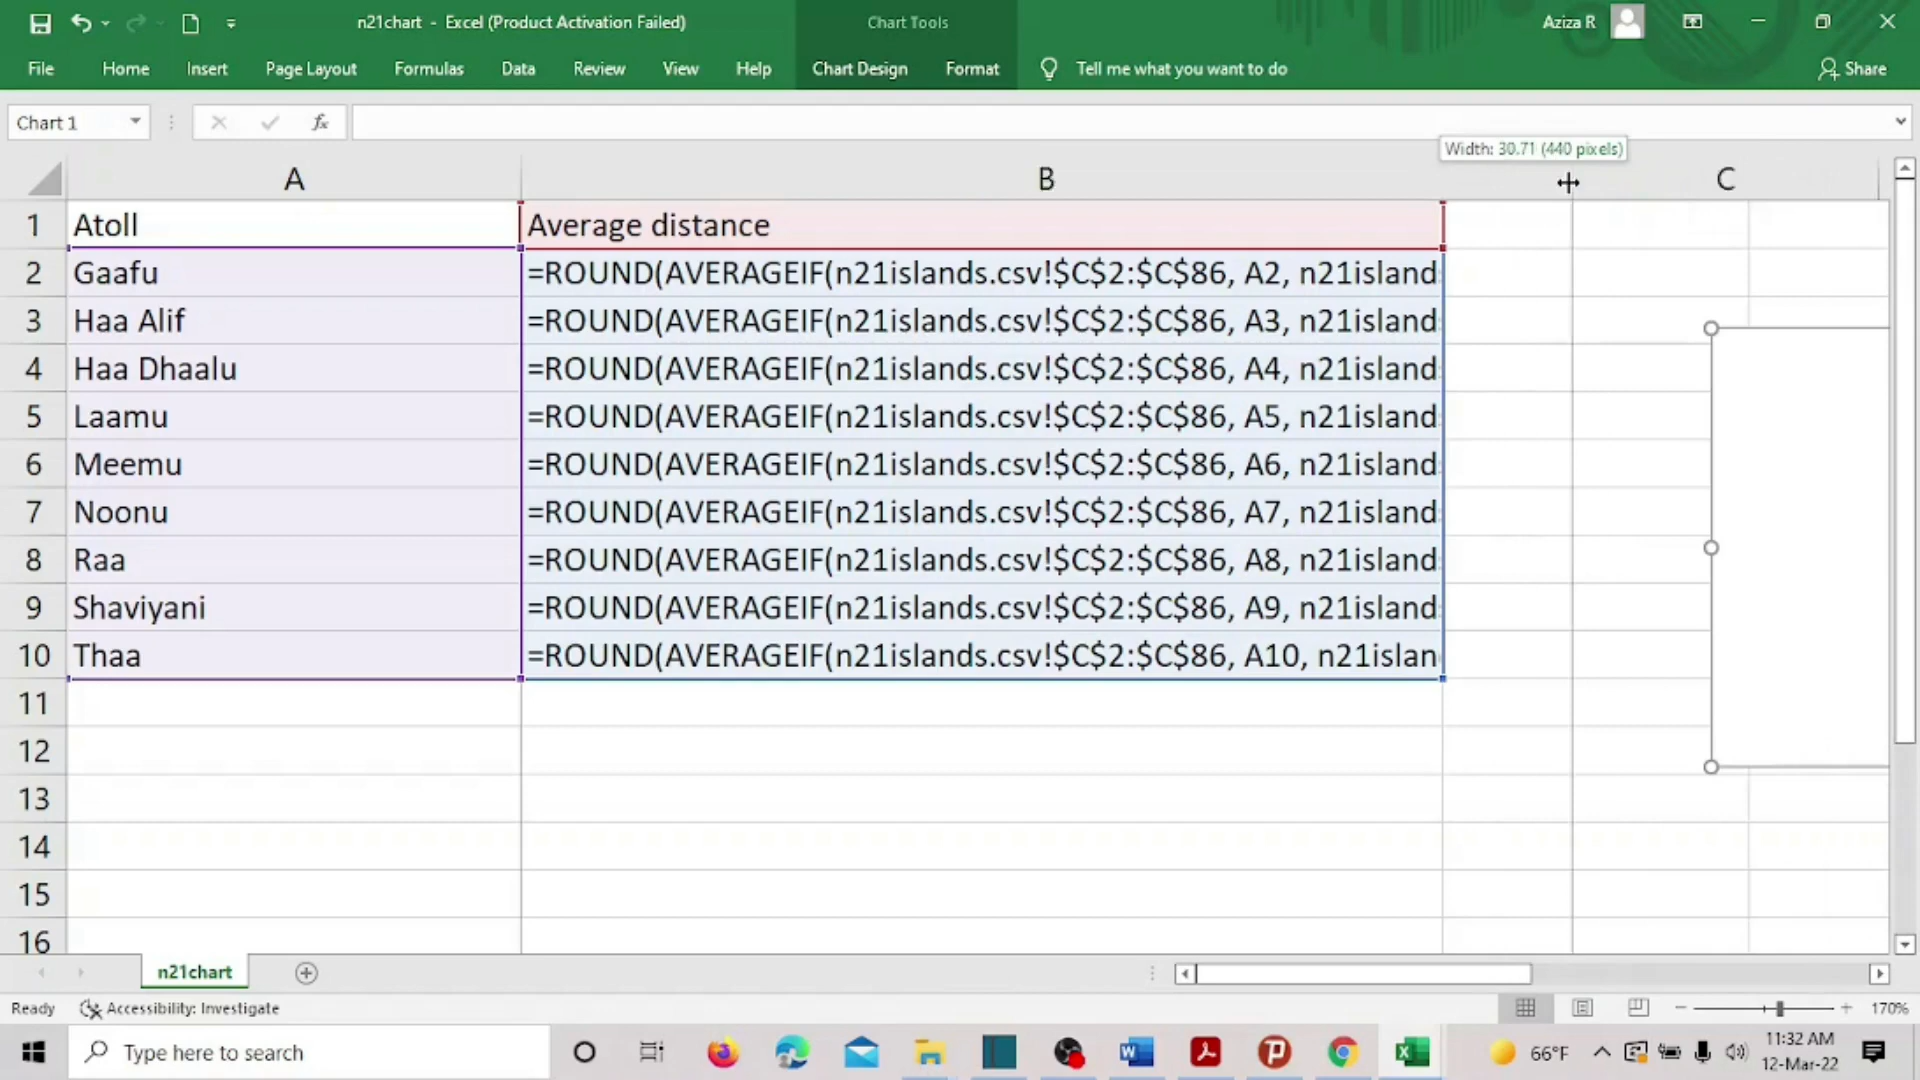 n21chart - Excel (Product Activation Failed)
Chart Tools
Aziza R
File Home Insert Page Layout Formulas Data Review View Help Chart Design Format Tell me what you want to do Share
Chart 1 fx
Width: 30.71 (440 pixels)
A B C
1 Atoll Average distance
2 Gaafu =ROUND(AVERAGEIF(n21islands.csv!$C$2:$C$86, A2, n21island
3 Haa Alif =ROUND(AVERAGEIF(n21islands.csv!$C$2:$C$86, A3, n21island
4 Haa Dhaalu =ROUND(AVERAGEIF(n21islands.csv!$C$2:$C$86, A4, n21island
5 Laamu =ROUND(AVERAGEIF(n21islands.csv!$C$2:$C$86, A5, n21island
6 Meemu =ROUND(AVERAGEIF(n21islands.csv!$C$2:$C$86, A6, n21island
7 Noonu =ROUND(AVERAGEIF(n21islands.csv!$C$2:$C$86, A7, n21island
8 Raa =ROUND(AVERAGEIF(n21islands.csv!$C$2:$C$86, A8, n21island
9 Shaviyani =ROUND(AVERAGEIF(n21islands.csv!$C$2:$C$86, A9, n21island
10 Thaa =ROUND(AVERAGEIF(n21islands.csv!$C$2:$C$86, A10, n21islan
11
12
13
14
15
16
n21chart
Ready Accessibility: Investigate 170%
Type here to search
66°F
11:32 AM
12-Mar-22